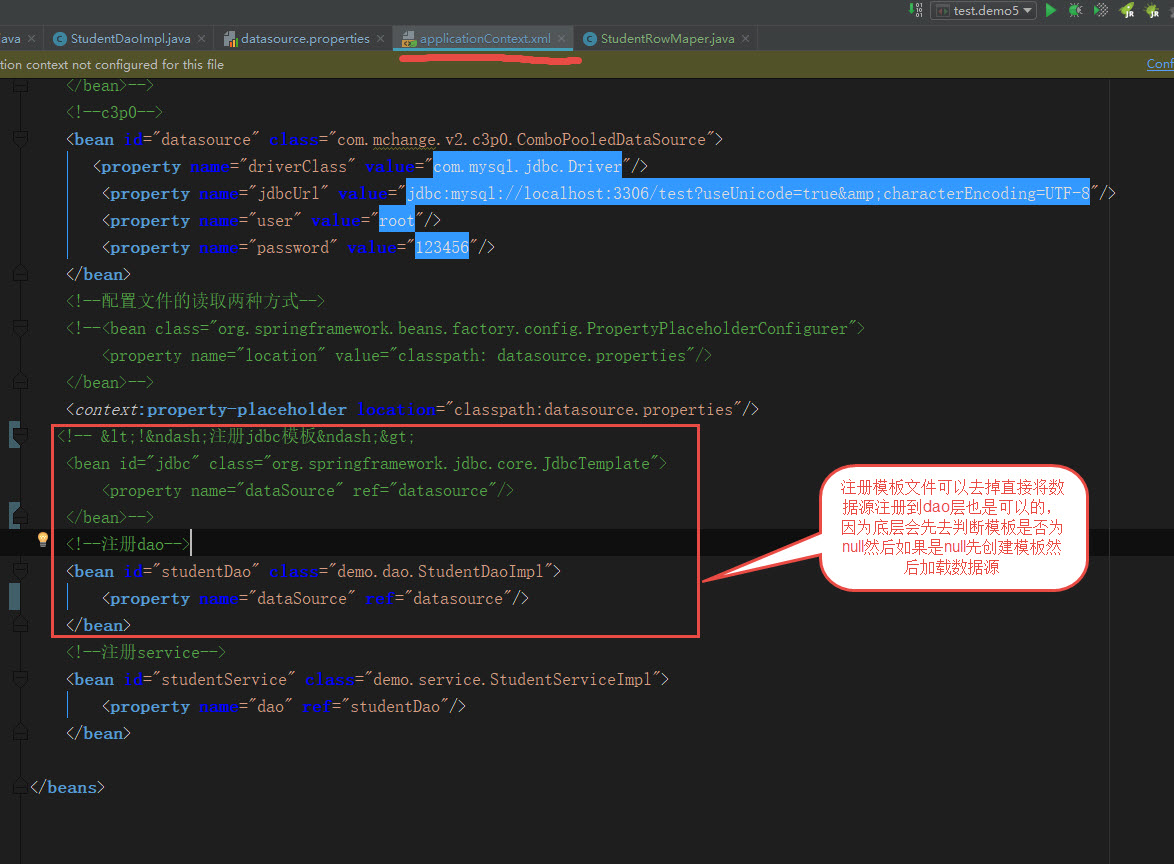 test.demo5
ava × StudentDaoImpl.java × datasource.properties × applicationContext.xml × StudentRowMaper.java ×
tion context not configured for this file Conf
</bean>-->
<!--c3p0-->
<bean id="datasource" class="com.mchange.v2.c3p0.ComboPooledDataSource">
<property name="driverClass" value="com.mysql.jdbc.Driver"/>
<property name="jdbcUrl" value="jdbc:mysql://localhost:3306/test?useUnicode=true&amp;characterEncoding=UTF-8"/>
<property name="user" value="root"/>
<property name="password" value="123456"/>
</bean>
<!--配置文件的读取两种方式-->
<!--<bean class="org.springframework.beans.factory.config.PropertyPlaceholderConfigurer">
<property name="location" value="classpath: datasource.properties"/>
</bean>-->
<context:property-placeholder location="classpath:datasource.properties"/>
<!-- &lt;!&ndash;注册jdbc模板&ndash;&gt;
<bean id="jdbc" class="org.springframework.jdbc.core.JdbcTemplate">
<property name="dataSource" ref="datasource"/>
</bean>-->
<!--注册dao-->
<bean id="studentDao" class="demo.dao.StudentDaoImpl">
<property name="dataSource" ref="datasource"/>
</bean>
<!--注册service-->
<bean id="studentService" class="demo.service.StudentServiceImpl">
<property name="dao" ref="studentDao"/>
</bean>
</beans>
注册模板文件可以去掉直接将数
据源注册到dao层也是可以的，
因为底层会先去判断模板是否为
null然后如果是null先创建模板然
后加载数据源